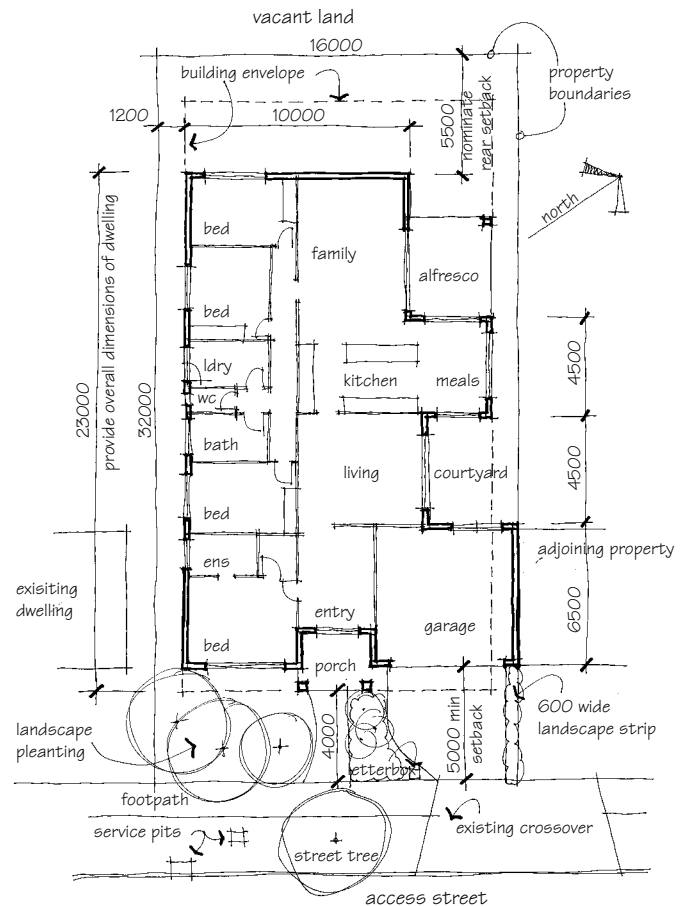 vacant land
16000
building envelope
property
boundaries
1200
10000
5500
nominate
rear setback
north
provide overall dimensions of dwelling
23000
32000
bed
family
alfresco
bed
ldry
wc
kitchen
meals
4500
bath
living
courtyard
4500
bed
ens
adjoining property
exisiting
dwelling
entry
garage
6500
bed
porch
landscape
pleanting
4000
5000 min
setback
600 wide
landscape strip
etterbox
footpath
service pits
existing crossover
street tree
access street